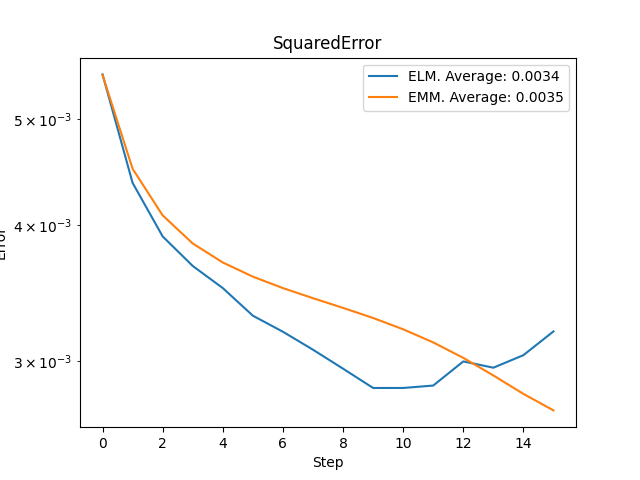 SquaredError
ELM. Average: 0.0034
EMM. Average: 0.0035
5 × 10⁻³
4 × 10⁻³
3 × 10⁻³
Error
0 2 4 6 8 10 12 14
Step